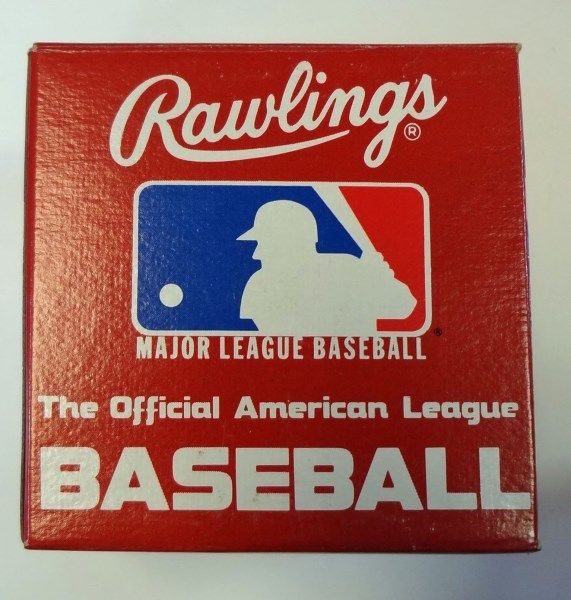 Rawlings®
MAJOR LEAGUE BASEBALL®
The Official American League
BASEBALL